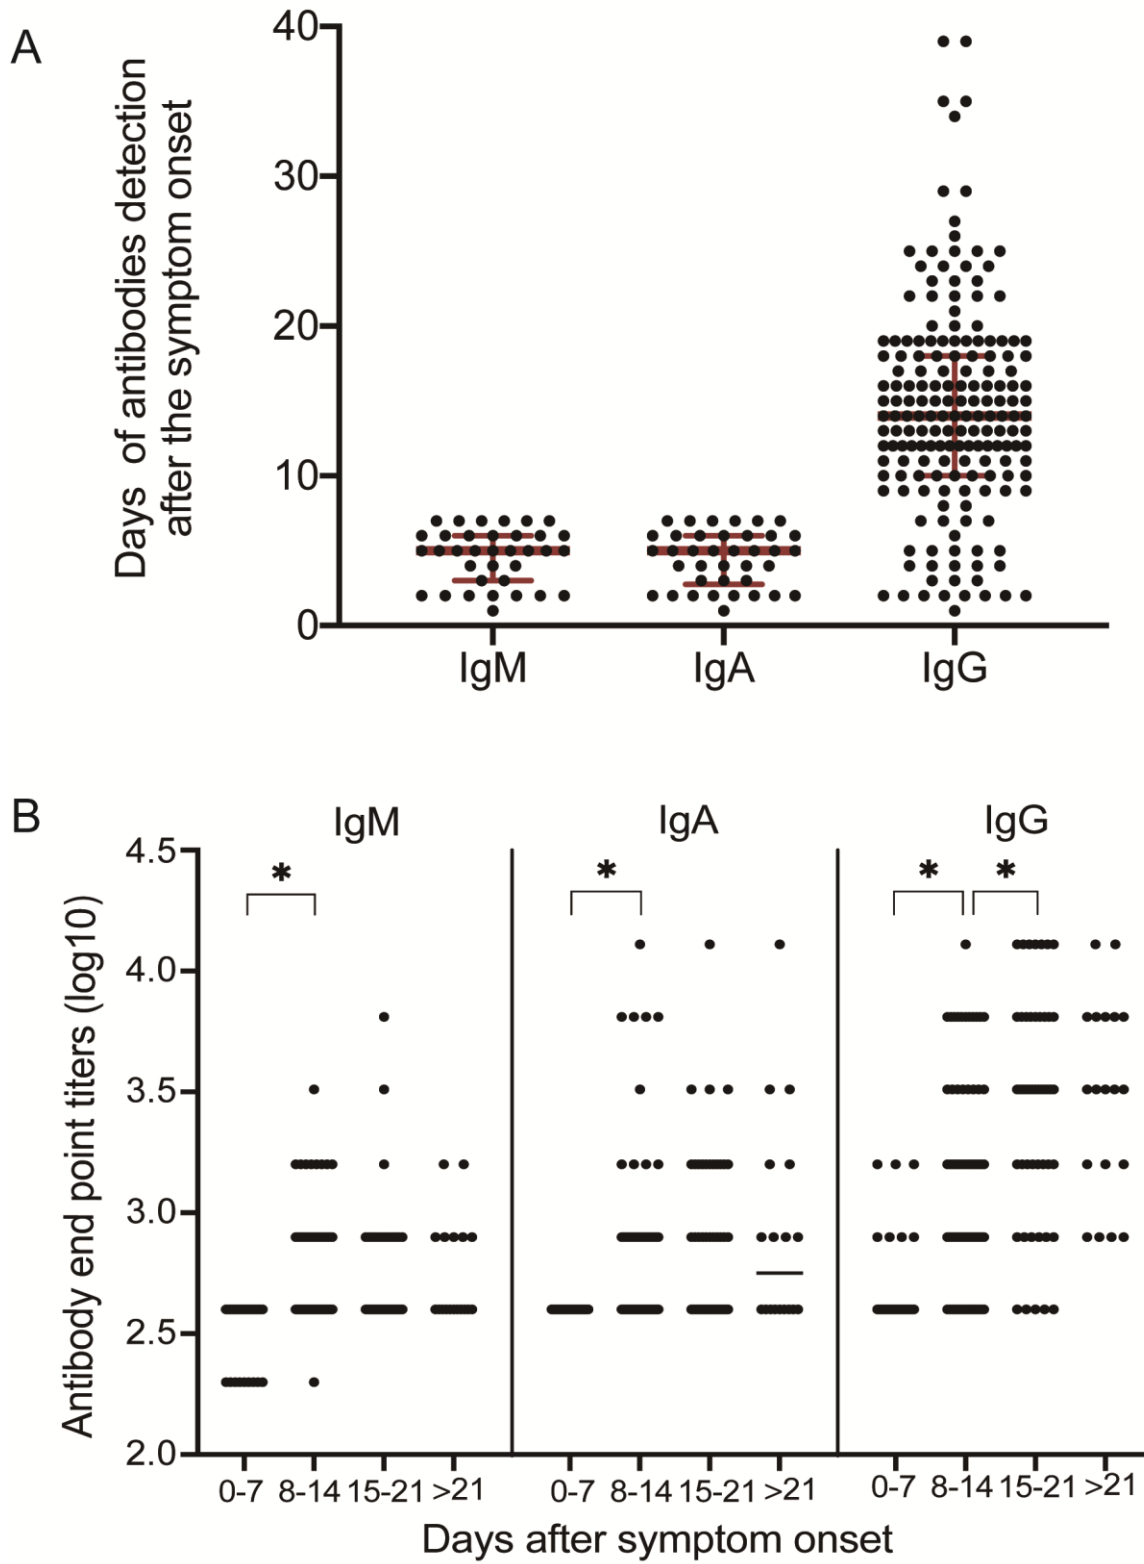 A
Days of antibodies detection
after the symptom onset
40
30
20
10
0
IgM IgA IgG
B
IgM IgA IgG
Antibody end point titers (log10)
4.5
4.0
3.5
3.0
2.5
2.0
* * * *
0-7 8-14 15-21 >21 0-7 8-14 15-21 >21 0-7 8-14 15-21 >21
Days after symptom onset